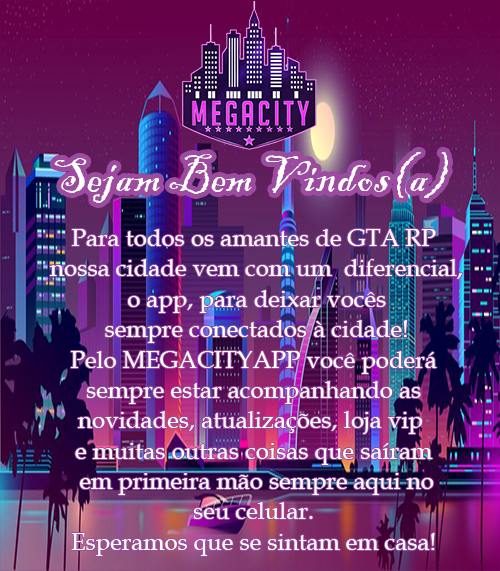 MEGACITY
Sejam Bem Vindos(a)
Para todos os amantes de GTA RP
nossa cidade vem com um diferencial,
o app, para deixar vocês
sempre conectados à cidade!
Pelo MEGACITYAPP você poderá
sempre estar acompanhando as
novidades, atualizações, loja vip
e muitas outras coisas que saíram
em primeira mão sempre aqui no
seu celular.
Esperamos que se sintam em casa!